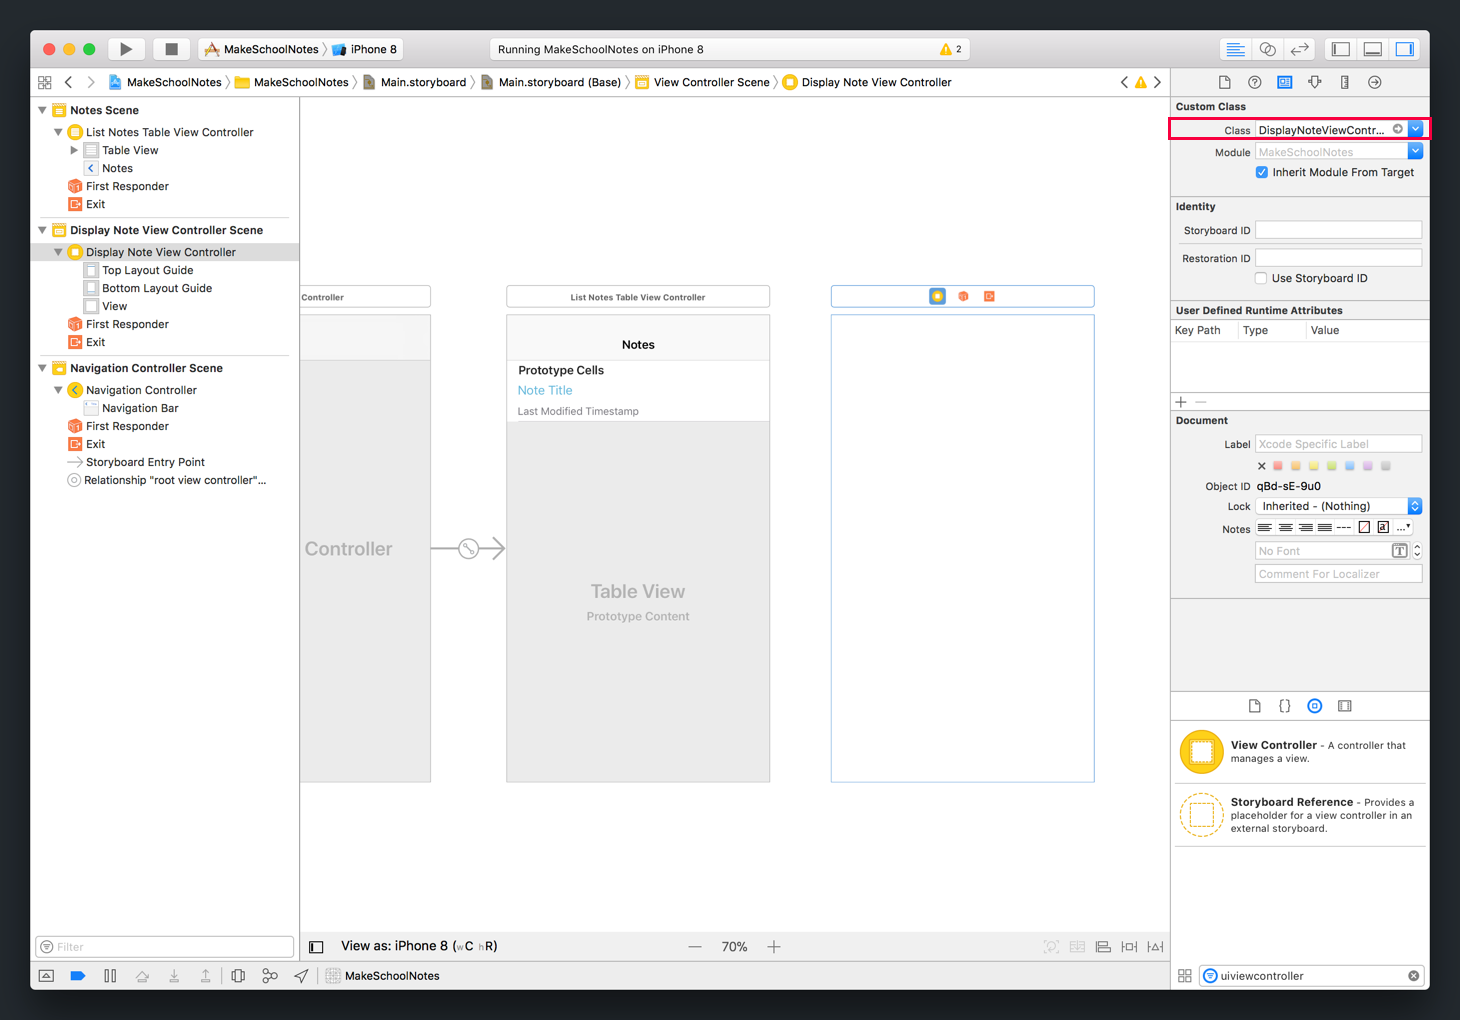 MakeSchoolNotes
iPhone 8
Running MakeSchoolNotes on iPhone 8
2
MakeSchoolNotes
MakeSchoolNotes
Main.storyboard
Main.storyboard (Base)
View Controller Scene
Display Note View Controller
Notes Scene
List Notes Table View Controller
Table View
Notes
First Responder
Exit
Display Note View Controller Scene
Display Note View Controller
Top Layout Guide
Bottom Layout Guide
View
First Responder
Exit
Navigation Controller Scene
Navigation Controller
Navigation Bar
First Responder
Exit
Storyboard Entry Point
Relationship "root view controller"...
Filter
Controller
Controller
List Notes Table View Controller
Notes
Prototype Cells
Note Title
Last Modified Timestamp
Table View
Prototype Content
View as: iPhone 8 (wC hR)
70%
MakeSchoolNotes
Custom Class
Class DisplayNoteViewContr...
Module MakeSchoolNotes
Inherit Module From Target
Identity
Storyboard ID
Restoration ID
Use Storyboard ID
User Defined Runtime Attributes
Key Path Type Value
Document
Label Xcode Specific Label
Object ID qBd-sE-9u0
Lock Inherited - (Nothing)
Notes
No Font
Comment For Localizer
View Controller - A controller that
manages a view.
Storyboard Reference - Provides a
placeholder for a view controller in an
external storyboard.
uiviewcontroller